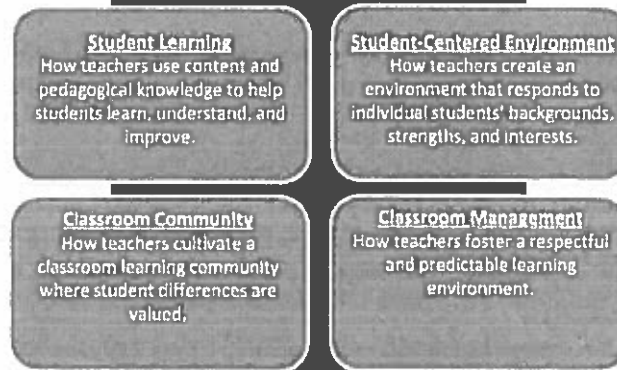 Student Learning
How teachers use content and
pedagogical knowledge to help
students learn, understand, and
improve.
Student-Centered Environment
How teachers create an
environment that responds to
individual students' backgrounds,
strengths, and interests.
Classroom Community
How teachers cultivate a
classroom learning community
where student differences are
valued.
Classroom Management
How teachers foster a respectful
and predictable learning
environment.